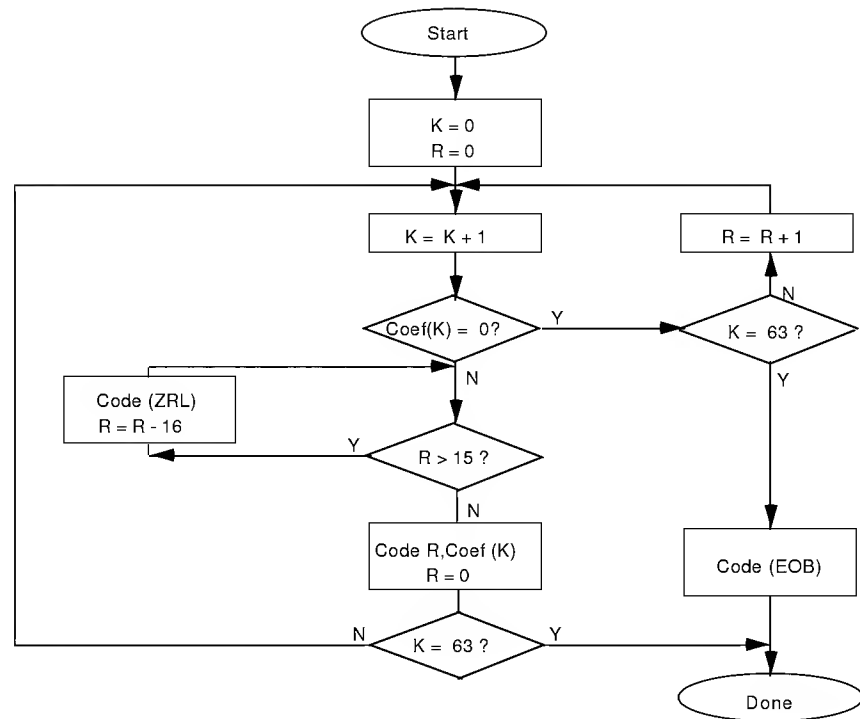 Start
K = 0
R = 0
K = K + 1
R = R + 1
N
Coef(K) = 0?
Y
K = 63 ?
N
Y
Code (ZRL)
R = R - 16
Y
R > 15 ?
N
Code R,Coef (K)
R = 0
Code (EOB)
N
K = 63 ?
Y
Done